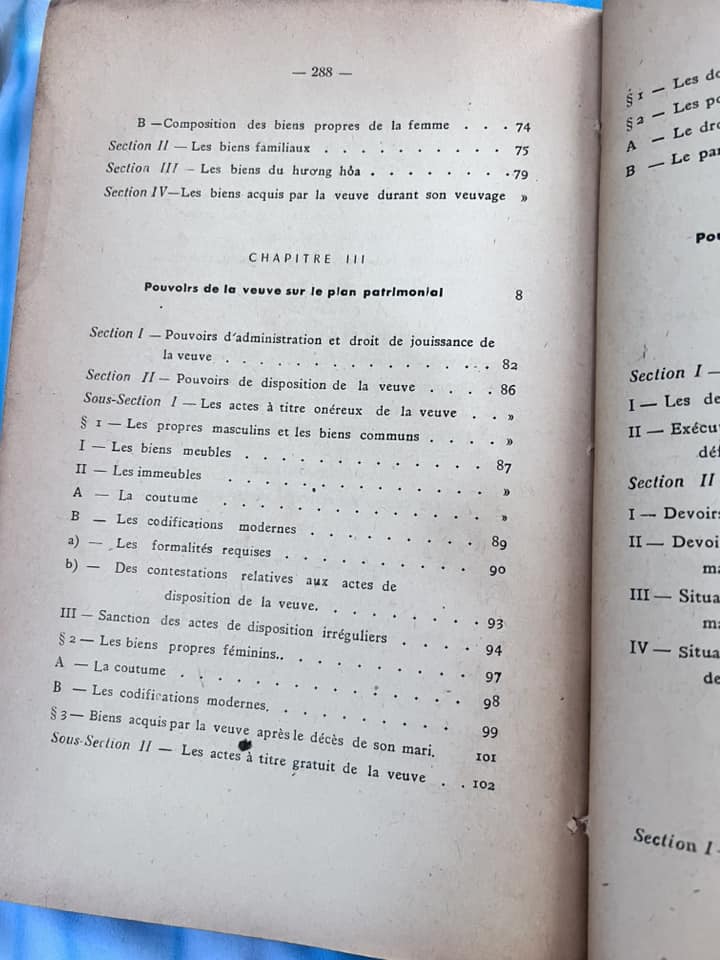 — 288 —
B —Composition des biens propres de la femme . . . 74
Section II — Les biens familiaux . . . . . . . . . 75
Section III — Les biens du hương hỏa . . . . . . . . 79
Section IV—Les biens acquis par la veuve durant son veuvage »
CHAPITRE III
Pouvoirs de la veuve sur le plan patrimonial 8
Section I — Pouvoirs d'administration et droit de jouissance de
la veuve . . . . . . . . . . . . . . 82
Section II — Pouvoirs de disposition de la veuve . . . . 86
Sous-Section I — Les actes à titre onéreux de la veuve . . »
§ 1 — Les propres masculins et les biens communs . . . . »
I — Les biens meubles . . . . . . . . . . 87
II — Les immeubles . . . . . . . . . . »
A — La coutume . . . . . . . . . . »
B — Les codifications modernes . . . . . . . 89
a) — Les formalités requises . . . . . . . . 90
b) — Des contestations relatives aux actes de
disposition de la veuve. . . . . . . . 93
III — Sanction des actes de disposition irréguliers . . . . 94
§ 2 — Les biens propres féminins.. . . . . . . . 97
A — La coutume . . . . . . . . . . . 98
B — Les codifications modernes. . . . . . . . 99
§ 3 — Biens acquis par la veuve après le décès de son mari. 101
Sous-Section II — Les actes à titre gratuit de la veuve . . 102
§ 1 — Les
§ 2 — Les
A — Le
B — Le
Section I —
I — Les
II —
Section II
I —
II —
III —
IV —
Section I